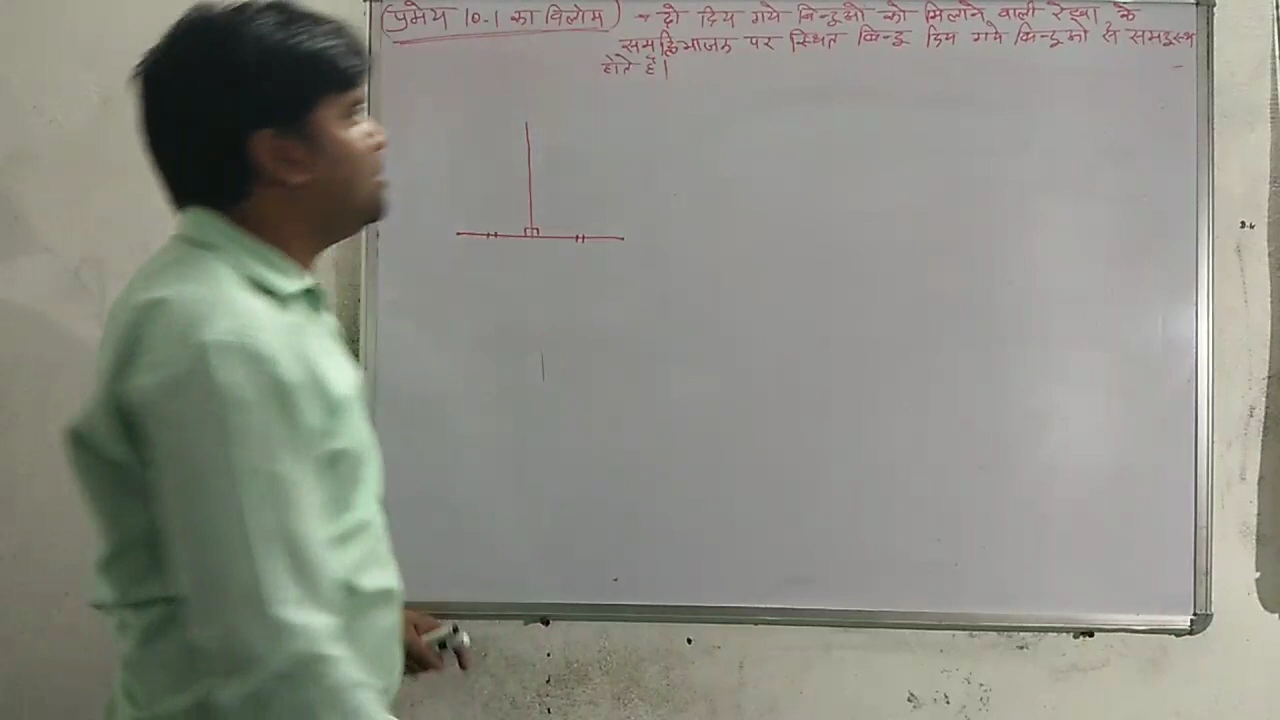 (प्रमेय 10.1 का विलोम) → दो दिय गये बिन्दुओ को मिलाने वाली रेखा के
समद्विभाजक पर स्थित बिन्दु दिय गये बिन्दुओ से समदूरस्थ
होते हैं।